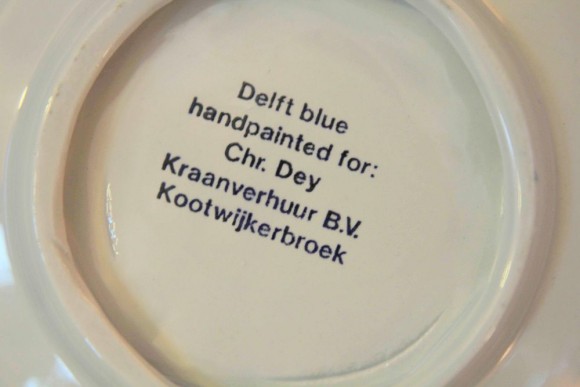 Delft blue
handpainted for:
Chr. Dey
Kraanverhuur B.V.
Kootwijkerbroek